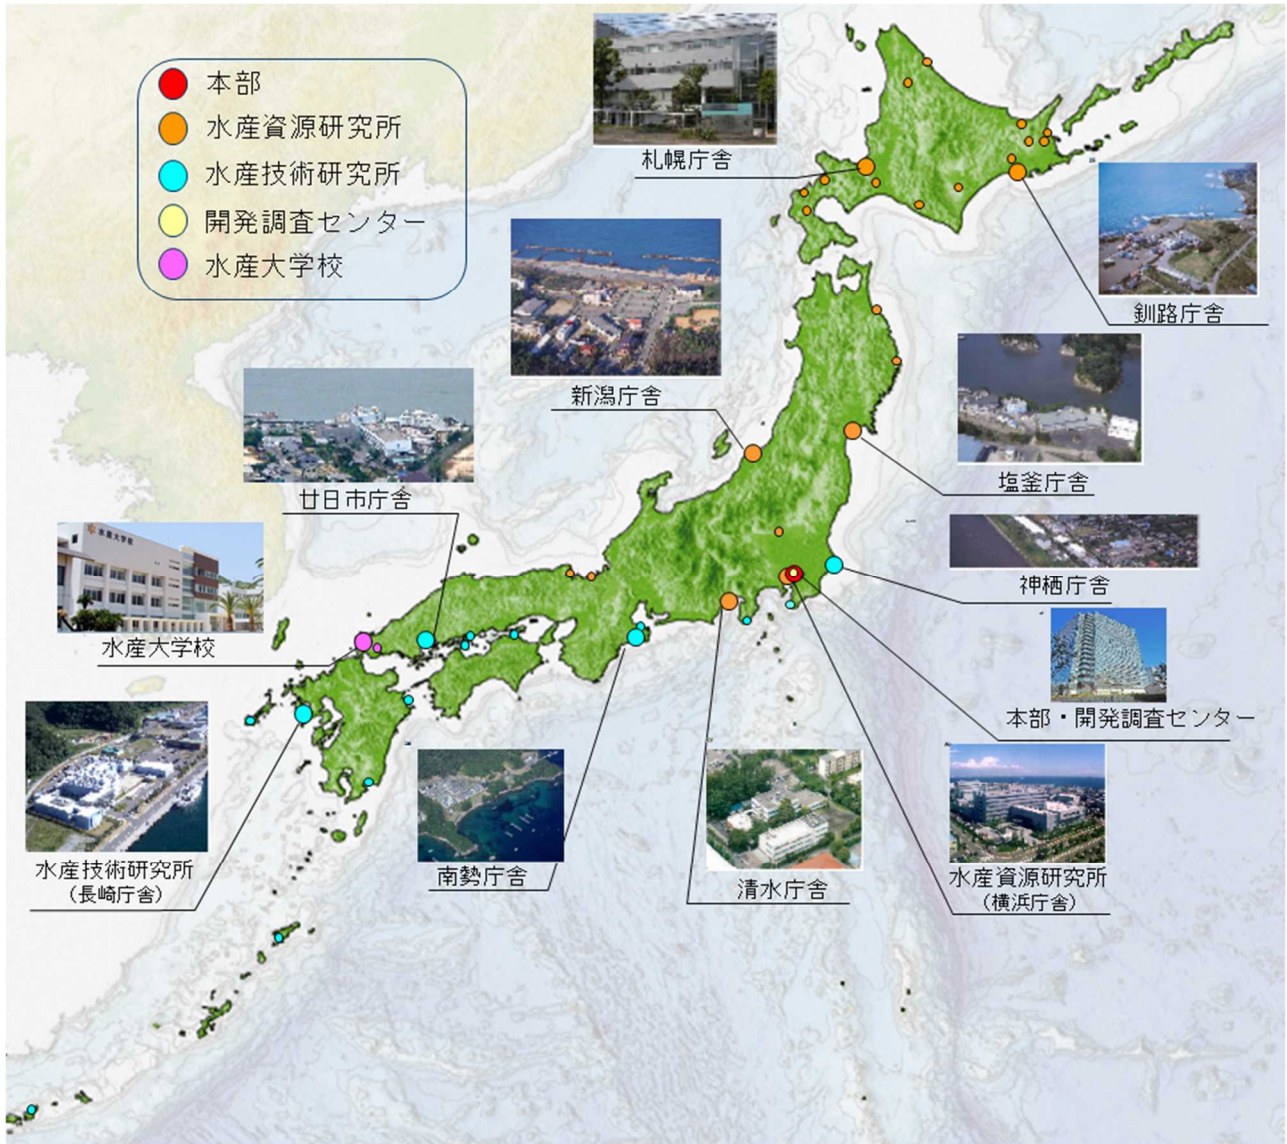 本部
水産資源研究所
水産技術研究所
開発調査センター
水産大学校
札幌庁舎
釧路庁舎
新潟庁舎
塩釜庁舎
廿日市庁舎
神栖庁舎
水産大学校
水産大学校
本部・開発調査センター
水産技術研究所
(長崎庁舎)
南勢庁舎
清水庁舎
水産資源研究所
(横浜庁舎)